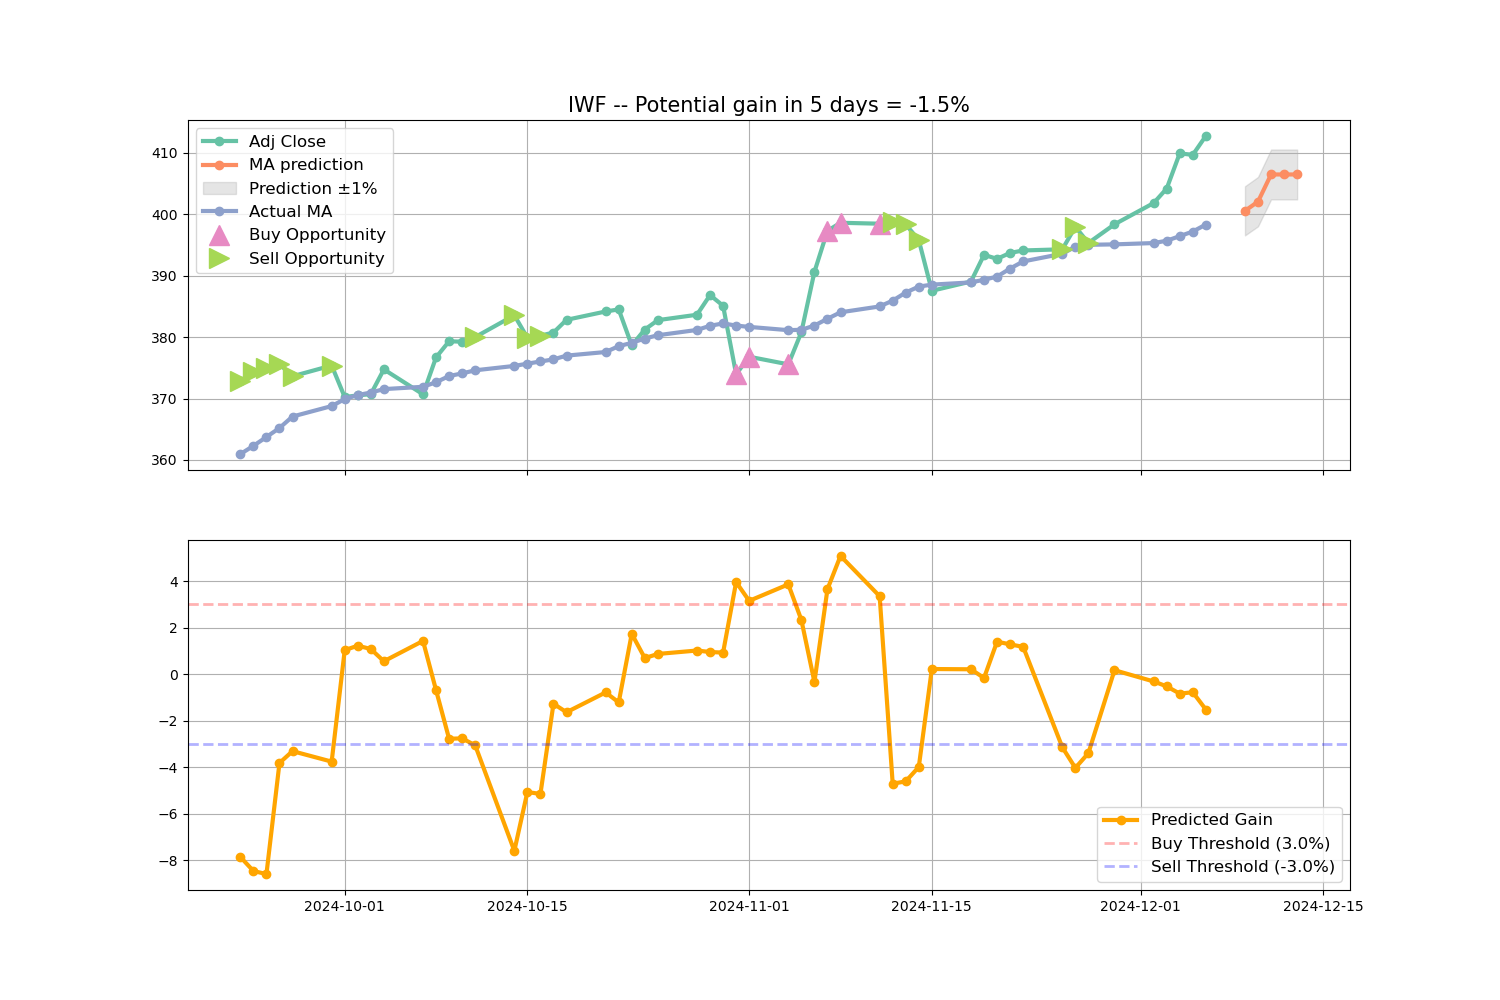 IWF -- Potential gain in 5 days = -1.5%
Adj Close
MA prediction
Prediction ±1%
Actual MA
Buy Opportunity
Sell Opportunity
410
400
390
380
370
360
4
2
0
−2
−4
−6
−8
Predicted Gain
Buy Threshold (3.0%)
Sell Threshold (-3.0%)
2024-10-01
2024-10-15
2024-11-01
2024-11-15
2024-12-01
2024-12-15